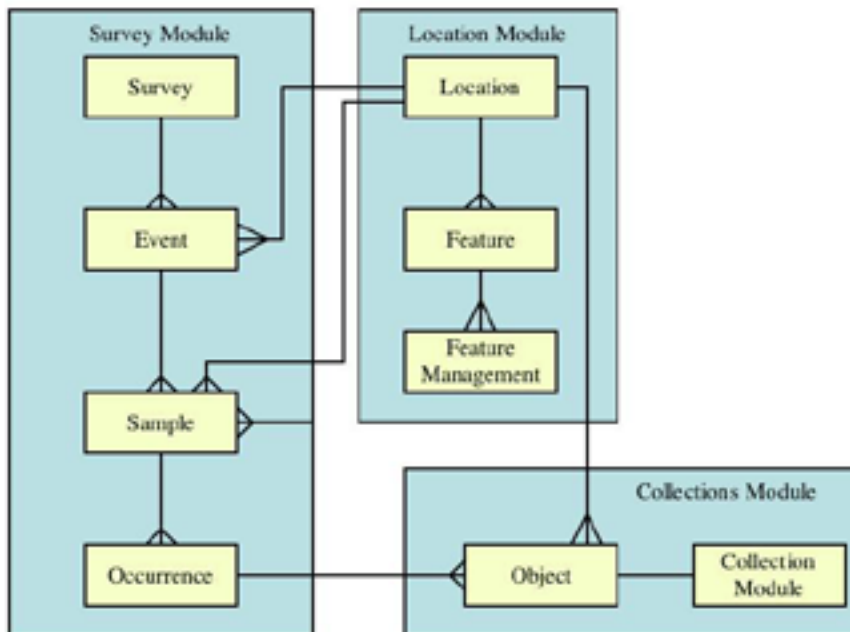 Survey Module
Survey
Event
Sample
Occurrence
Location Module
Location
Feature
Feature
Management
Collections Module
Object
Collection
Module